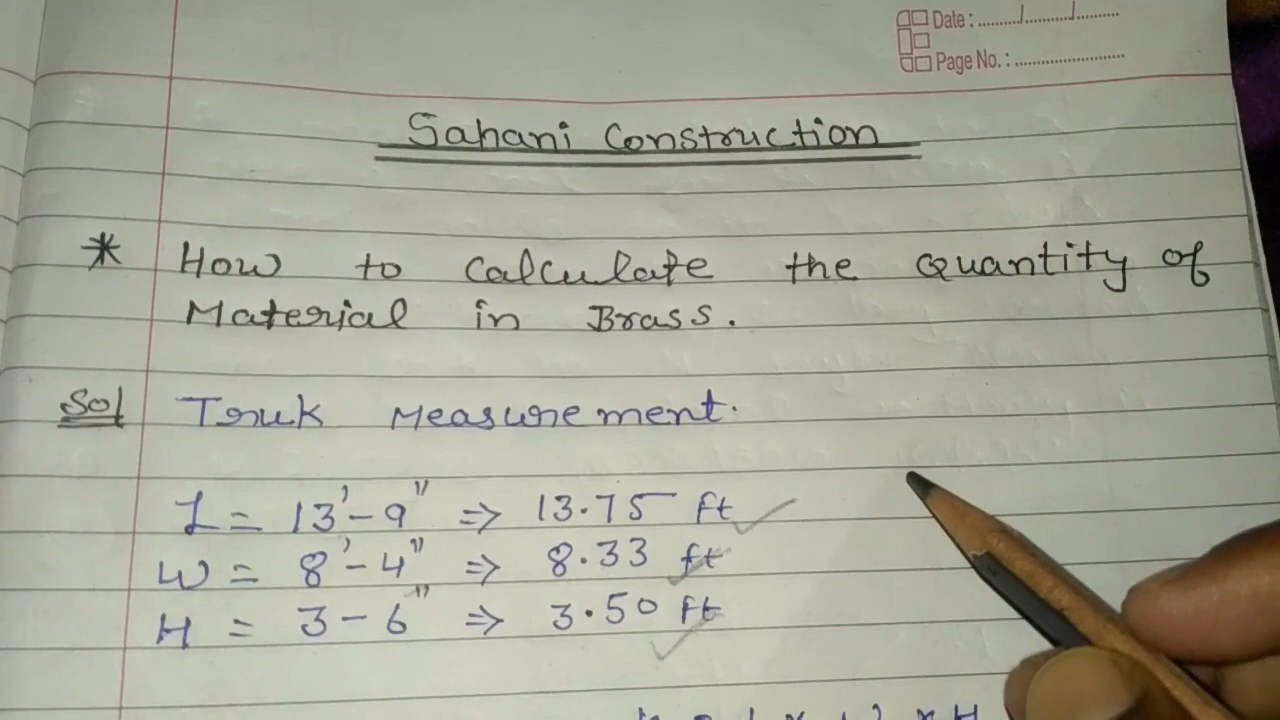 Date : ........../.........../..........
Page No. : ..........................
Sahani Construction
* How to Calculate the Quantity of
Material in Brass.
Sol Truk Measurement.
L = 13'-9" => 13.75 ft
W = 8'-4" => 8.33 ft
H = 3-6" => 3.50 ft